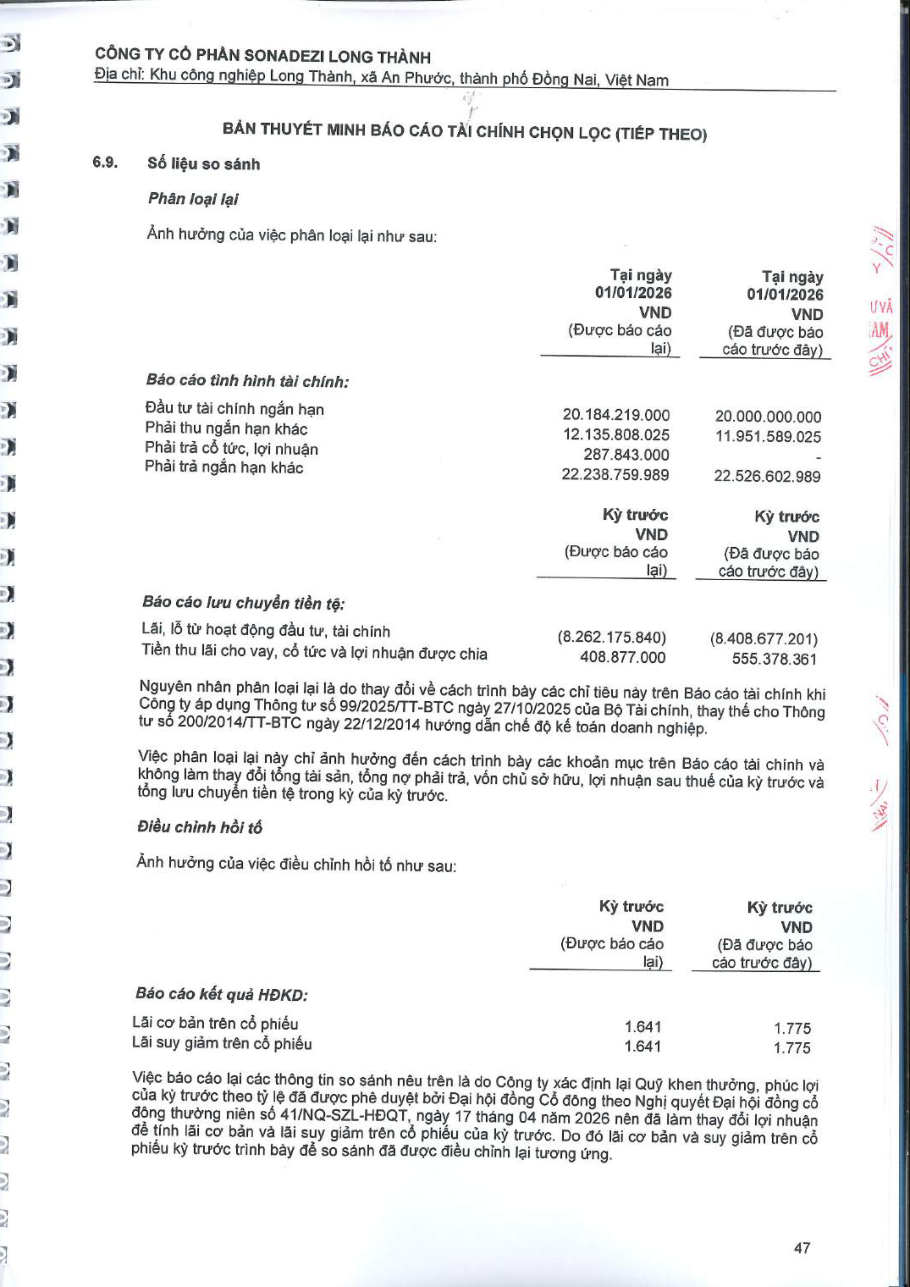 CÔNG TY CỔ PHẦN SONADEZI LONG THÀNH
Địa chỉ: Khu công nghiệp Long Thành, xã An Phước, thành phố Đồng Nai, Việt Nam
BẢN THUYẾT MINH BÁO CÁO TÀI CHÍNH CHỌN LỌC (TIẾP THEO)
6.9. Số liệu so sánh
Phân loại lại
Ảnh hưởng của việc phân loại lại như sau:
Tại ngày Tại ngày
01/01/2026 01/01/2026
VND VND
(Được báo cáo (Đã được báo
lại) cáo trước đây)
Báo cáo tình hình tài chính:
Đầu tư tài chính ngắn hạn 20.184.219.000 20.000.000.000
Phải thu ngắn hạn khác 12.135.808.025 11.951.589.025
Phải trả cổ tức, lợi nhuận 287.843.000 -
Phải trả ngắn hạn khác 22.238.759.989 22.526.602.989
Kỳ trước Kỳ trước
VND VND
(Được báo cáo (Đã được báo
lại) cáo trước đây)
Báo cáo lưu chuyển tiền tệ:
Lãi, lỗ từ hoạt động đầu tư, tài chính (8.262.175.840) (8.408.677.201)
Tiền thu lãi cho vay, cổ tức và lợi nhuận được chia 408.877.000 555.378.361
Nguyên nhân phân loại lại là do thay đổi về cách trình bày các chỉ tiêu này trên Báo cáo tài chính khi
Công ty áp dụng Thông tư số 99/2025/TT-BTC ngày 27/10/2025 của Bộ Tài chính, thay thế cho Thông
tư số 200/2014/TT-BTC ngày 22/12/2014 hướng dẫn chế độ kế toán doanh nghiệp.
Việc phân loại lại này chỉ ảnh hưởng đến cách trình bày các khoản mục trên Báo cáo tài chính và
không làm thay đổi tổng tài sản, tổng nợ phải trả, vốn chủ sở hữu, lợi nhuận sau thuế của kỳ trước và
tổng lưu chuyển tiền tệ trong kỳ của kỳ trước.
Điều chỉnh hồi tố
Ảnh hưởng của việc điều chỉnh hồi tố như sau:
Kỳ trước Kỳ trước
VND VND
(Được báo cáo (Đã được báo
lại) cáo trước đây)
Báo cáo kết quả HĐKD:
Lãi cơ bản trên cổ phiếu 1.641 1.775
Lãi suy giảm trên cổ phiếu 1.641 1.775
Việc báo cáo lại các thông tin so sánh nêu trên là do Công ty xác định lại Quỹ khen thưởng, phúc lợi
của kỳ trước theo tỷ lệ đã được phê duyệt bởi Đại hội đồng Cổ đông theo Nghị quyết Đại hội đồng cổ
đông thường niên số 41/NQ-SZL-HĐQT, ngày 17 tháng 04 năm 2026 nên đã làm thay đổi lợi nhuận
để tính lãi cơ bản và lãi suy giảm trên cổ phiếu của kỳ trước. Do đó lãi cơ bản và suy giảm trên cổ
phiếu kỳ trước trình bày để so sánh đã được điều chỉnh lại tương ứng.
47